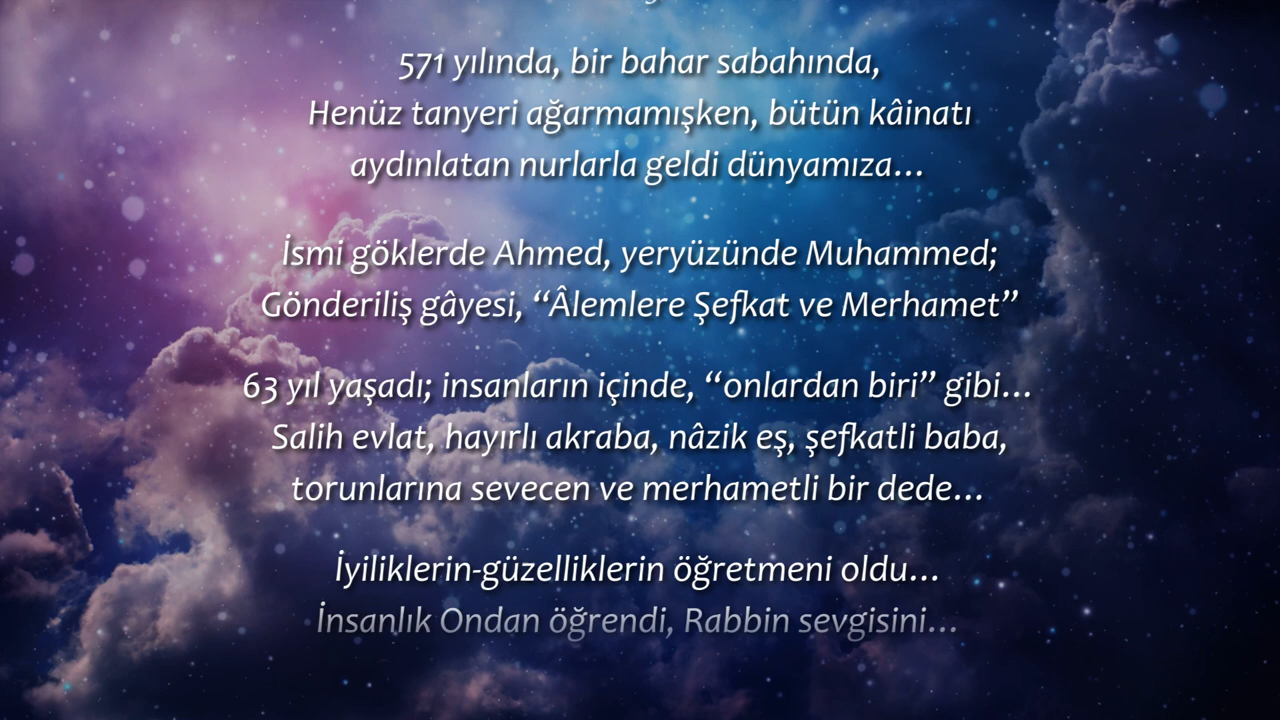 571 yılında, bir bahar sabahında,
Henüz tanyeri ağarmamışken, bütün kâinatı
aydınlatan nurlarla geldi dünyamıza…
İsmi göklerde Ahmed, yeryüzünde Muhammed;
Gönderiliş gâyesi, “Âlemlere Şefkat ve Merhamet”
63 yıl yaşadı; insanların içinde, “onlardan biri” gibi…
Salih evlat, hayırlı akraba, nâzik eş, şefkatli baba,
torunlarına sevecen ve merhametli bir dede…
İyiliklerin-güzelliklerin öğretmeni oldu…
İnsanlık Ondan öğrendi, Rabbin sevgisini…